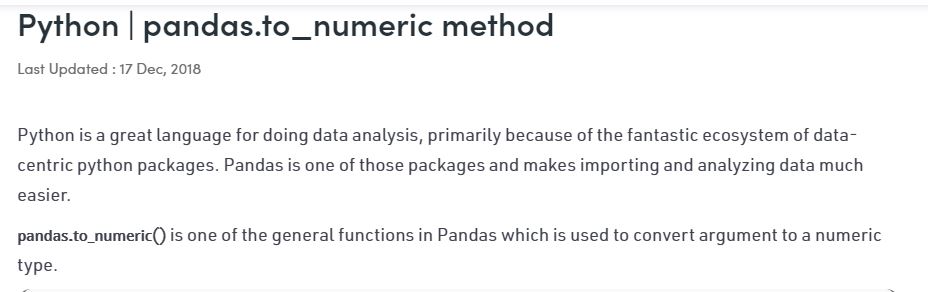 Python | pandas.to_numeric method
Last Updated : 17 Dec, 2018
Python is a great language for doing data analysis, primarily because of the fantastic ecosystem of data-
centric python packages. Pandas is one of those packages and makes importing and analyzing data much
easier.
pandas.to_numeric() is one of the general functions in Pandas which is used to convert argument to a numeric
type.